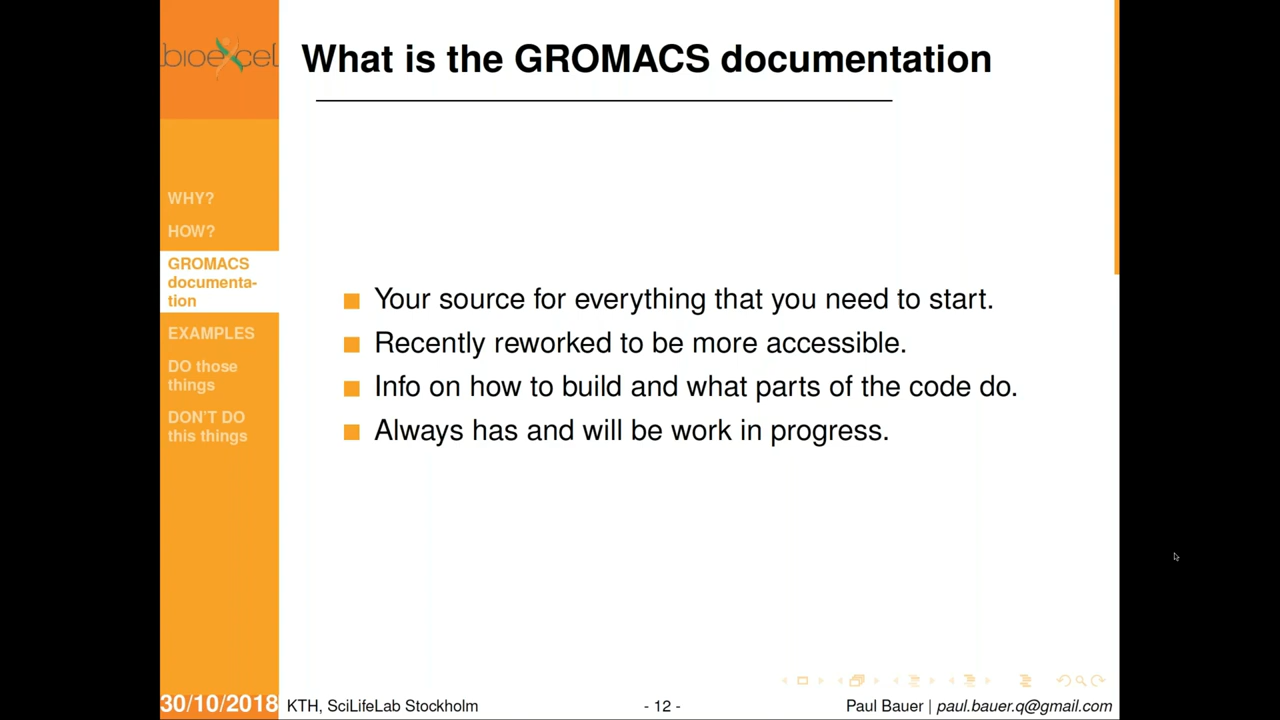 bioexcel
What is the GROMACS documentation
WHY?
HOW?
GROMACS
documenta-
tion
EXAMPLES
DO those
things
DON'T DO
this things
Your source for everything that you need to start.
Recently reworked to be more accessible.
Info on how to build and what parts of the code do.
Always has and will be work in progress.
30/10/2018
KTH, SciLifeLab Stockholm
- 12 -
Paul Bauer | paul.bauer.q@gmail.com